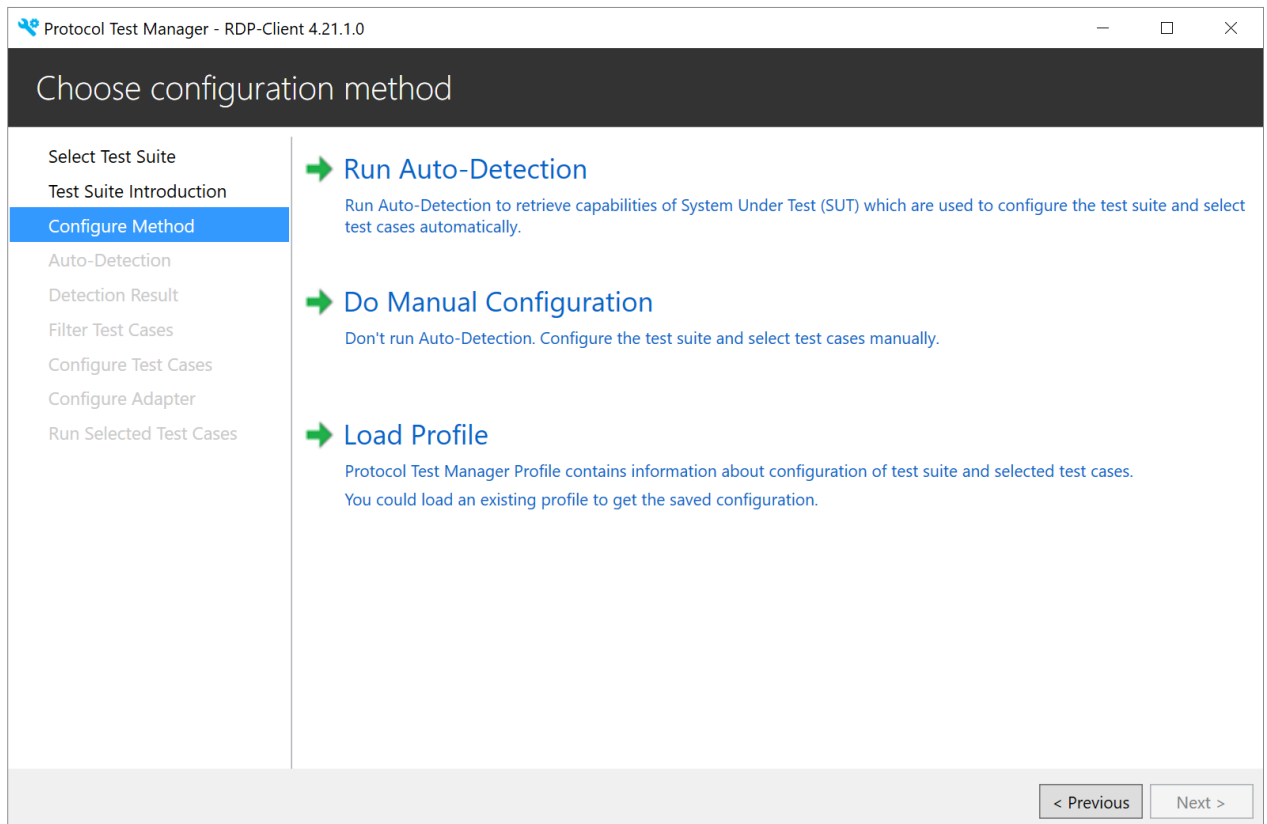 Protocol Test Manager - RDP-Client 4.21.1.0
Choose configuration method
Select Test Suite
Test Suite Introduction
Configure Method
Auto-Detection
Detection Result
Filter Test Cases
Configure Test Cases
Configure Adapter
Run Selected Test Cases
Run Auto-Detection
Run Auto-Detection to retrieve capabilities of System Under Test (SUT) which are used to configure the test suite and select
test cases automatically.
Do Manual Configuration
Don't run Auto-Detection. Configure the test suite and select test cases manually.
Load Profile
Protocol Test Manager Profile contains information about configuration of test suite and selected test cases.
You could load an existing profile to get the saved configuration.
< Previous
Next >